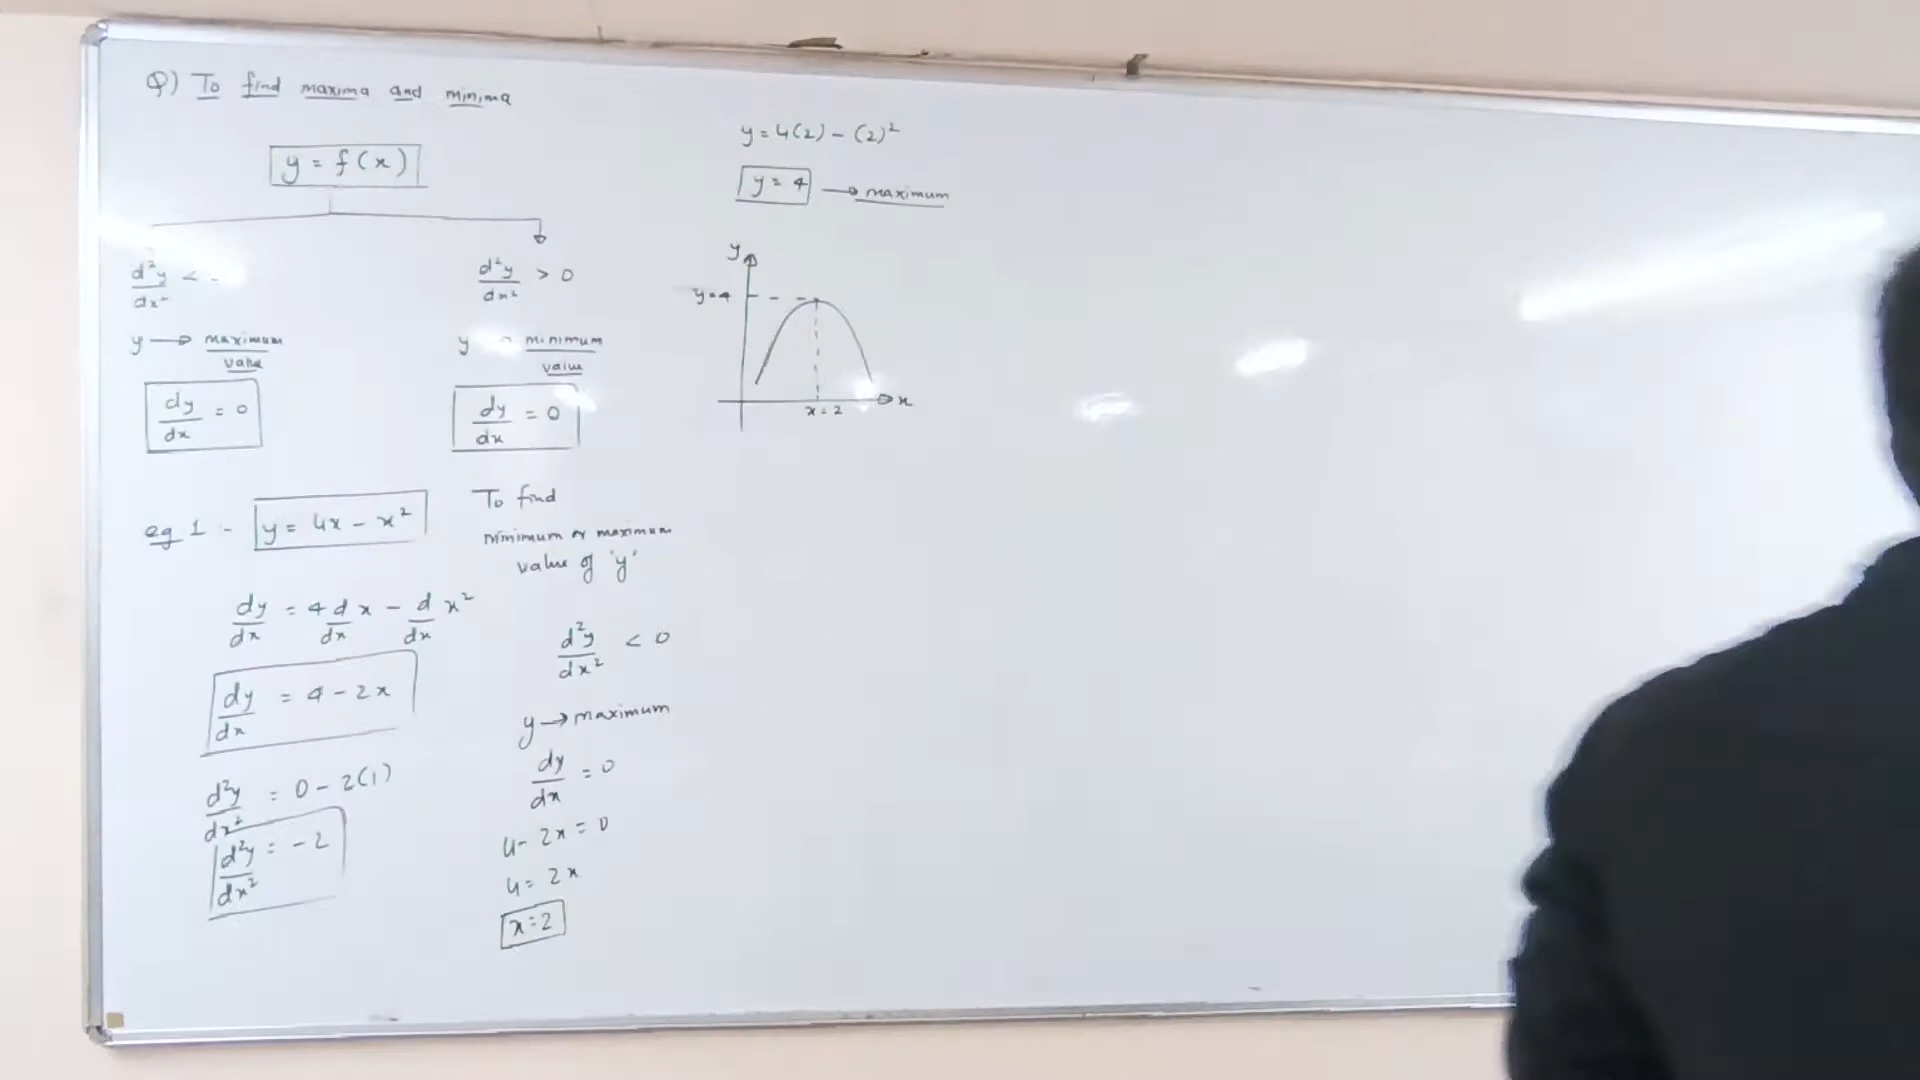 Q) To find maxima and minima
y = f(x)
d²y/dx² <
d²y/dx² > 0
y → maximum value
y minimum value
dy/dx = 0
dy/dx = 0
eg 1 :- y = 4x - x²
To find
minimum or maximum
value of 'y'
dy/dx = 4 d/dx x - d/dx x²
dy/dx = 4 - 2x
d²y/dx² = 0 - 2(1)
d²y/dx² = -2
d²y/dx² < 0
y → maximum
dy/dx = 0
4 - 2x = 0
4 = 2x
x = 2
y = 4(2) - (2)²
y = 4 → maximum
y
y = 4
x = 2
x